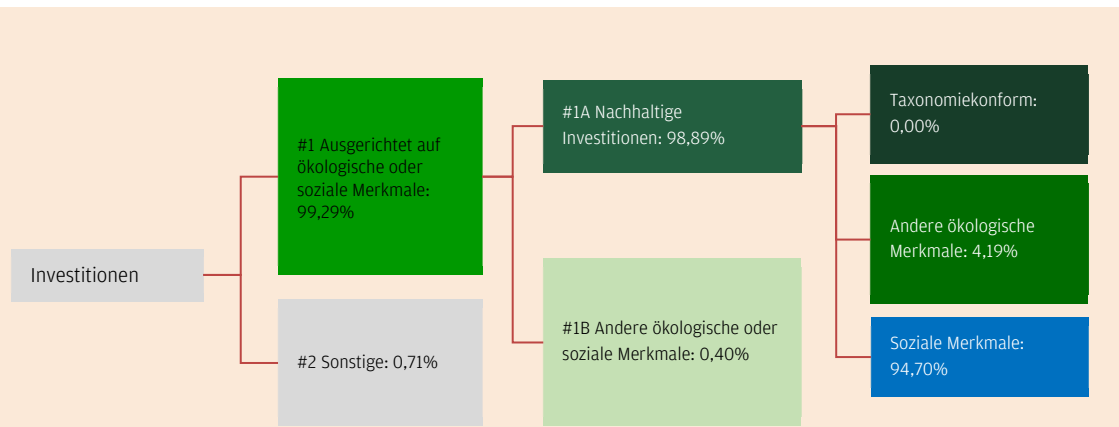 Investitionen
#1 Ausgerichtet auf
ökologische oder
soziale Merkmale:
99,29%
#2 Sonstige: 0,71%
#1A Nachhaltige
Investitionen: 98,89%
#1B Andere ökologische oder
soziale Merkmale: 0,40%
Taxonomiekonform:
0,00%
Andere ökologische
Merkmale: 4,19%
Soziale Merkmale:
94,70%